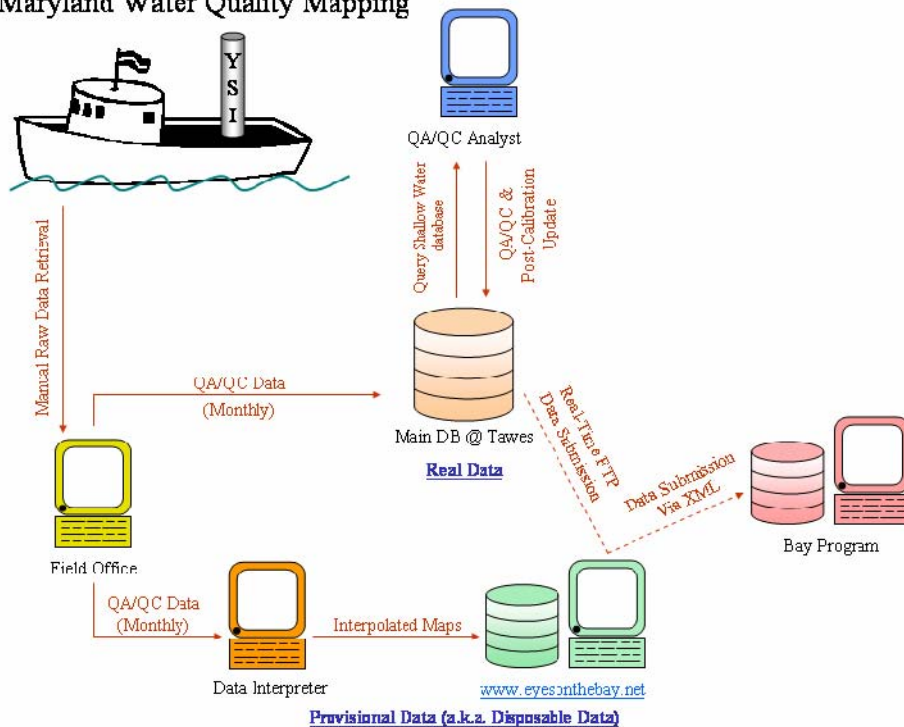 Maryland Water Quality Mapping
Y
S
I
QA/QC Analyst
Manual Raw Data Retrieval
Query Shallow Water
database
QA/QC &
Post-Calibration
Update
QA/QC Data
(Monthly)
Main DB @ Tawes
Real Data
Real-Time FTP
Data Submission
Data Submission
Via XML
Bay Program
Field Office
QA/QC Data
(Monthly)
Interpolated Maps
Data Interpreter
www.eyesonthebay.net
Provisional Data (a.k.a. Disposable Data)